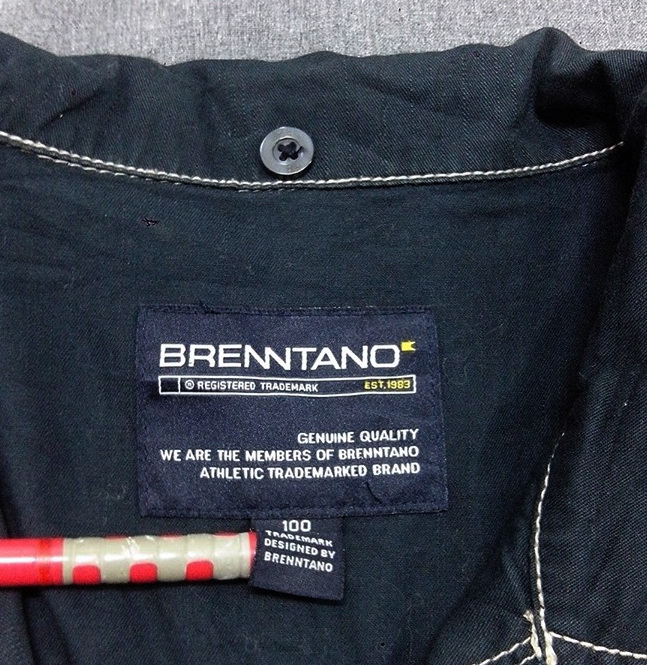 BRENNTANO
® REGISTERED TRADEMARK EST.1983
GENUINE QUALITY
WE ARE THE MEMBERS OF BRENNTANO
ATHLETIC TRADEMARKED BRAND
100
TRADEMARK
DESIGNED BY
BRENNTANO